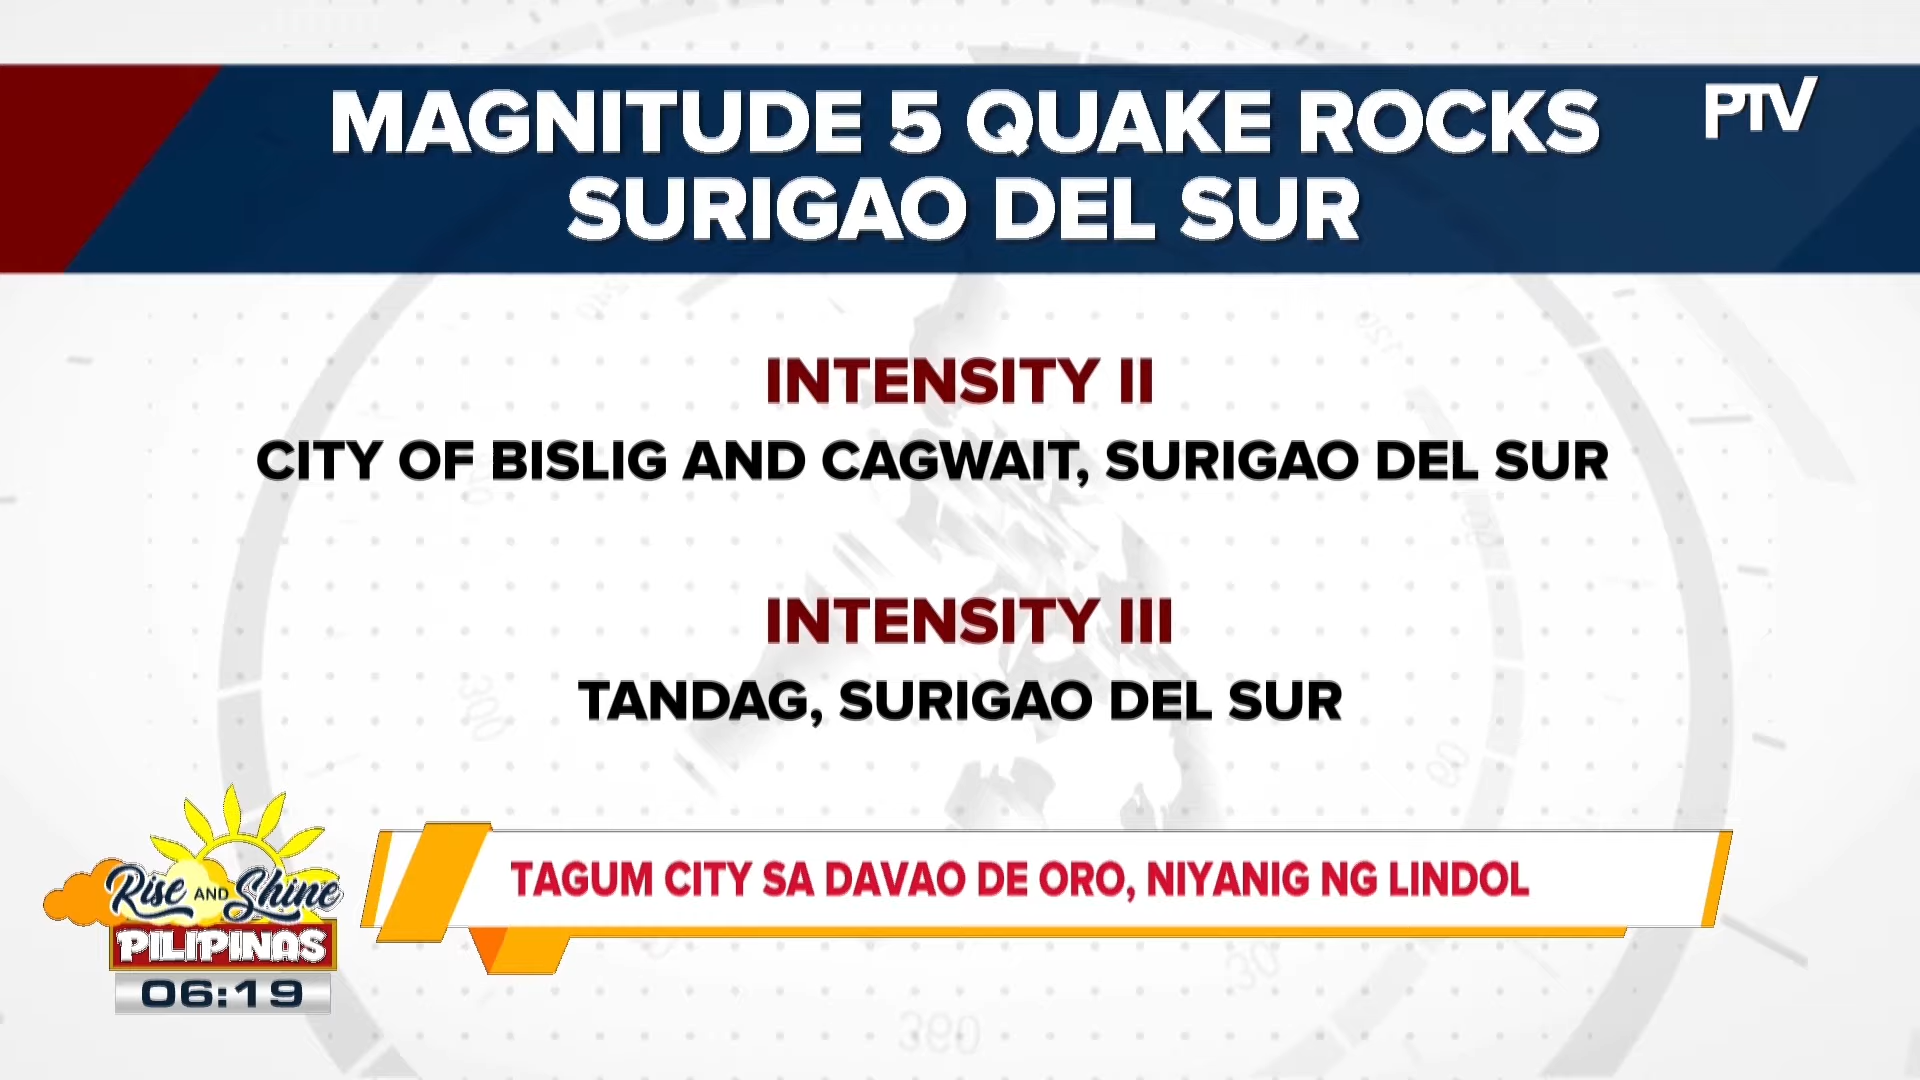 MAGNITUDE 5 QUAKE ROCKS
SURIGAO DEL SUR
PTV
INTENSITY II
CITY OF BISLIG AND CAGWAIT, SURIGAO DEL SUR
INTENSITY III
TANDAG, SURIGAO DEL SUR
Rise AND Shine
PILIPINAS
06:19
TAGUM CITY SA DAVAO DE ORO, NIYANIG NG LINDOL
300
30